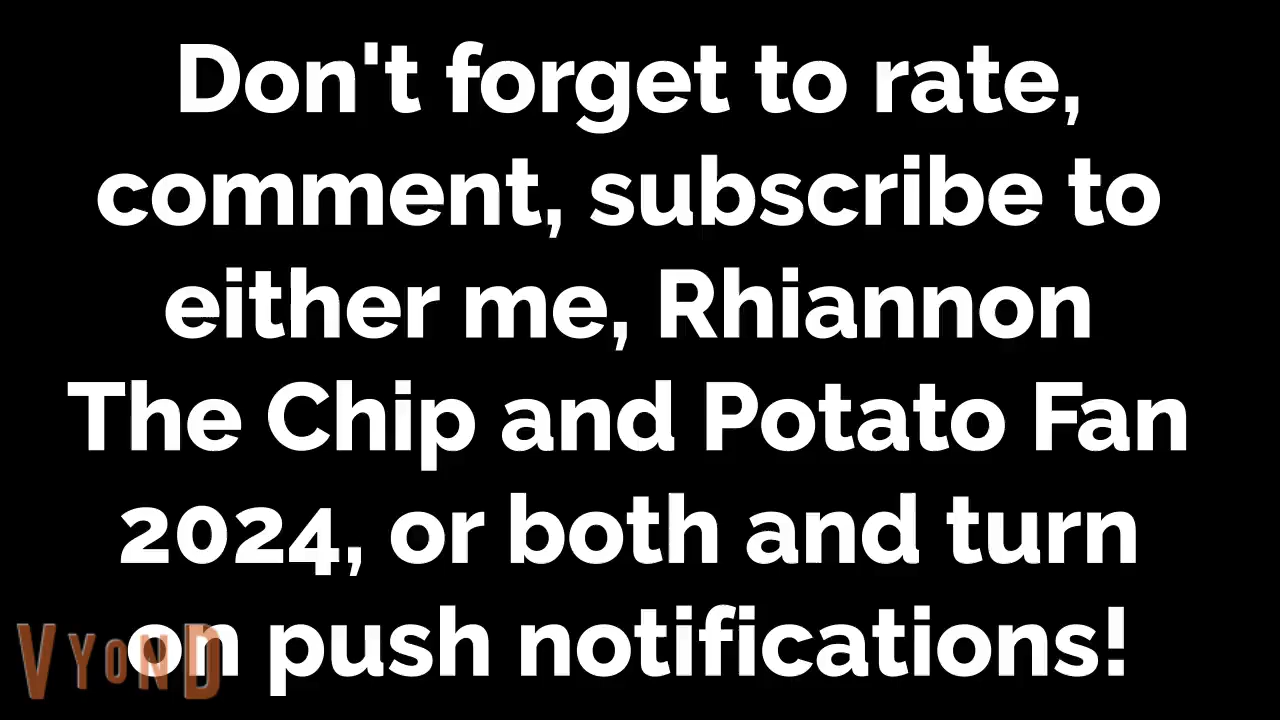 Don't forget to rate,
comment, subscribe to
either me, Rhiannon
The Chip and Potato Fan
2024, or both and turn
on push notifications!
VYOND